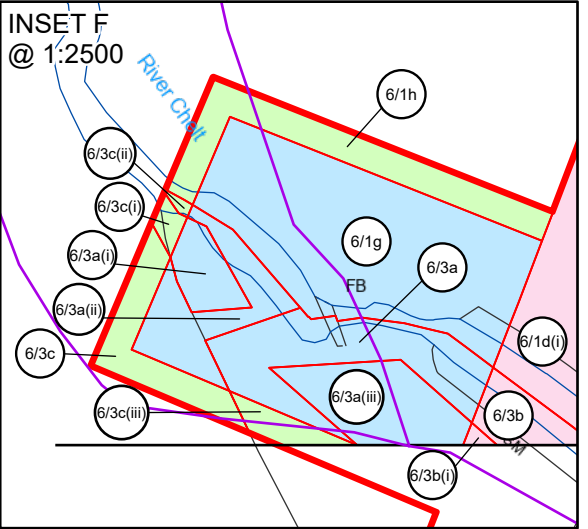 INSET F
@ 1:2500
River Chelt
6/1h
6/3c(ii)
6/3c(i)
6/1g
6/3a(i)
6/3a
FB
6/3a(ii)
6/1d(i)
6/3c
6/3a(iii)
6/3c(iii)
6/3b
6/3b(i)